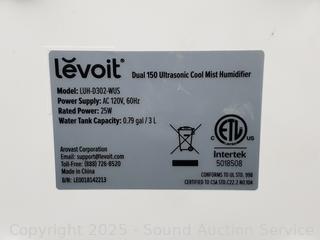 levoit
Dual 150 Ultrasonic Cool Mist Humidifier
Model: LUH-D302-WUS
Power Supply: AC 120V, 60Hz
Rated Power: 25W
Water Tank Capacity: 0.79 gal / 3 L
Arovast Corporation
Email: support@levoit.com
Toll-Free: (888) 726-8520
Made in China
B/N: LE0018542213
C ETL US
Intertek
5018508
CONFORMS TO UL STD. 998
CERTIFIED TO CSA STD.C22.2 NO.104
Copyright 2025 - Sound Auction Service